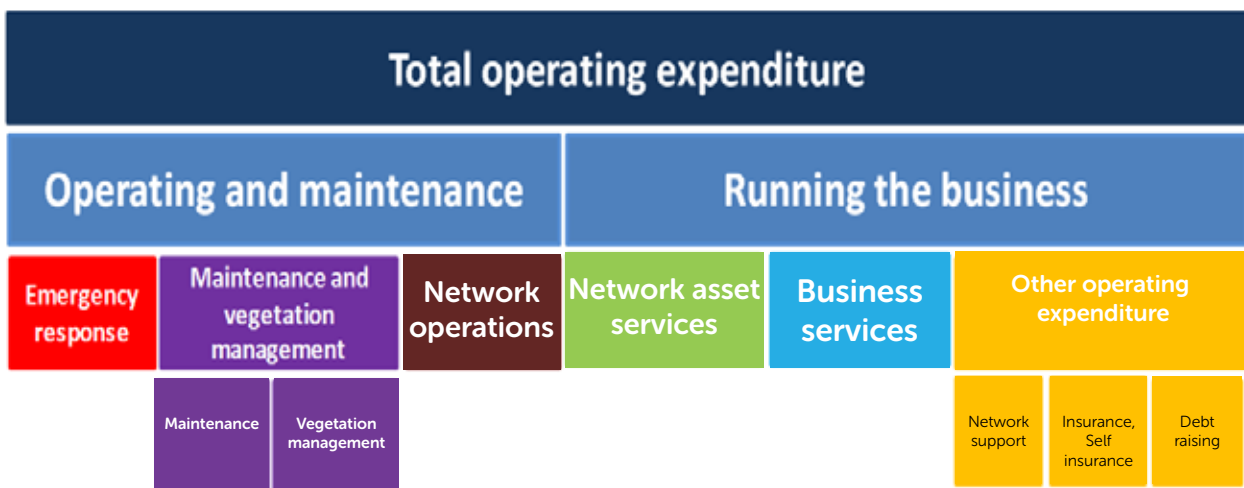 Total operating expenditure
Operating and maintenance
Running the business
Emergency
response
Maintenance and
vegetation
management
Network
operations
Network asset
services
Business
services
Other operating
expenditure
Maintenance
Vegetation
management
Network
support
Insurance,
Self
insurance
Debt
raising